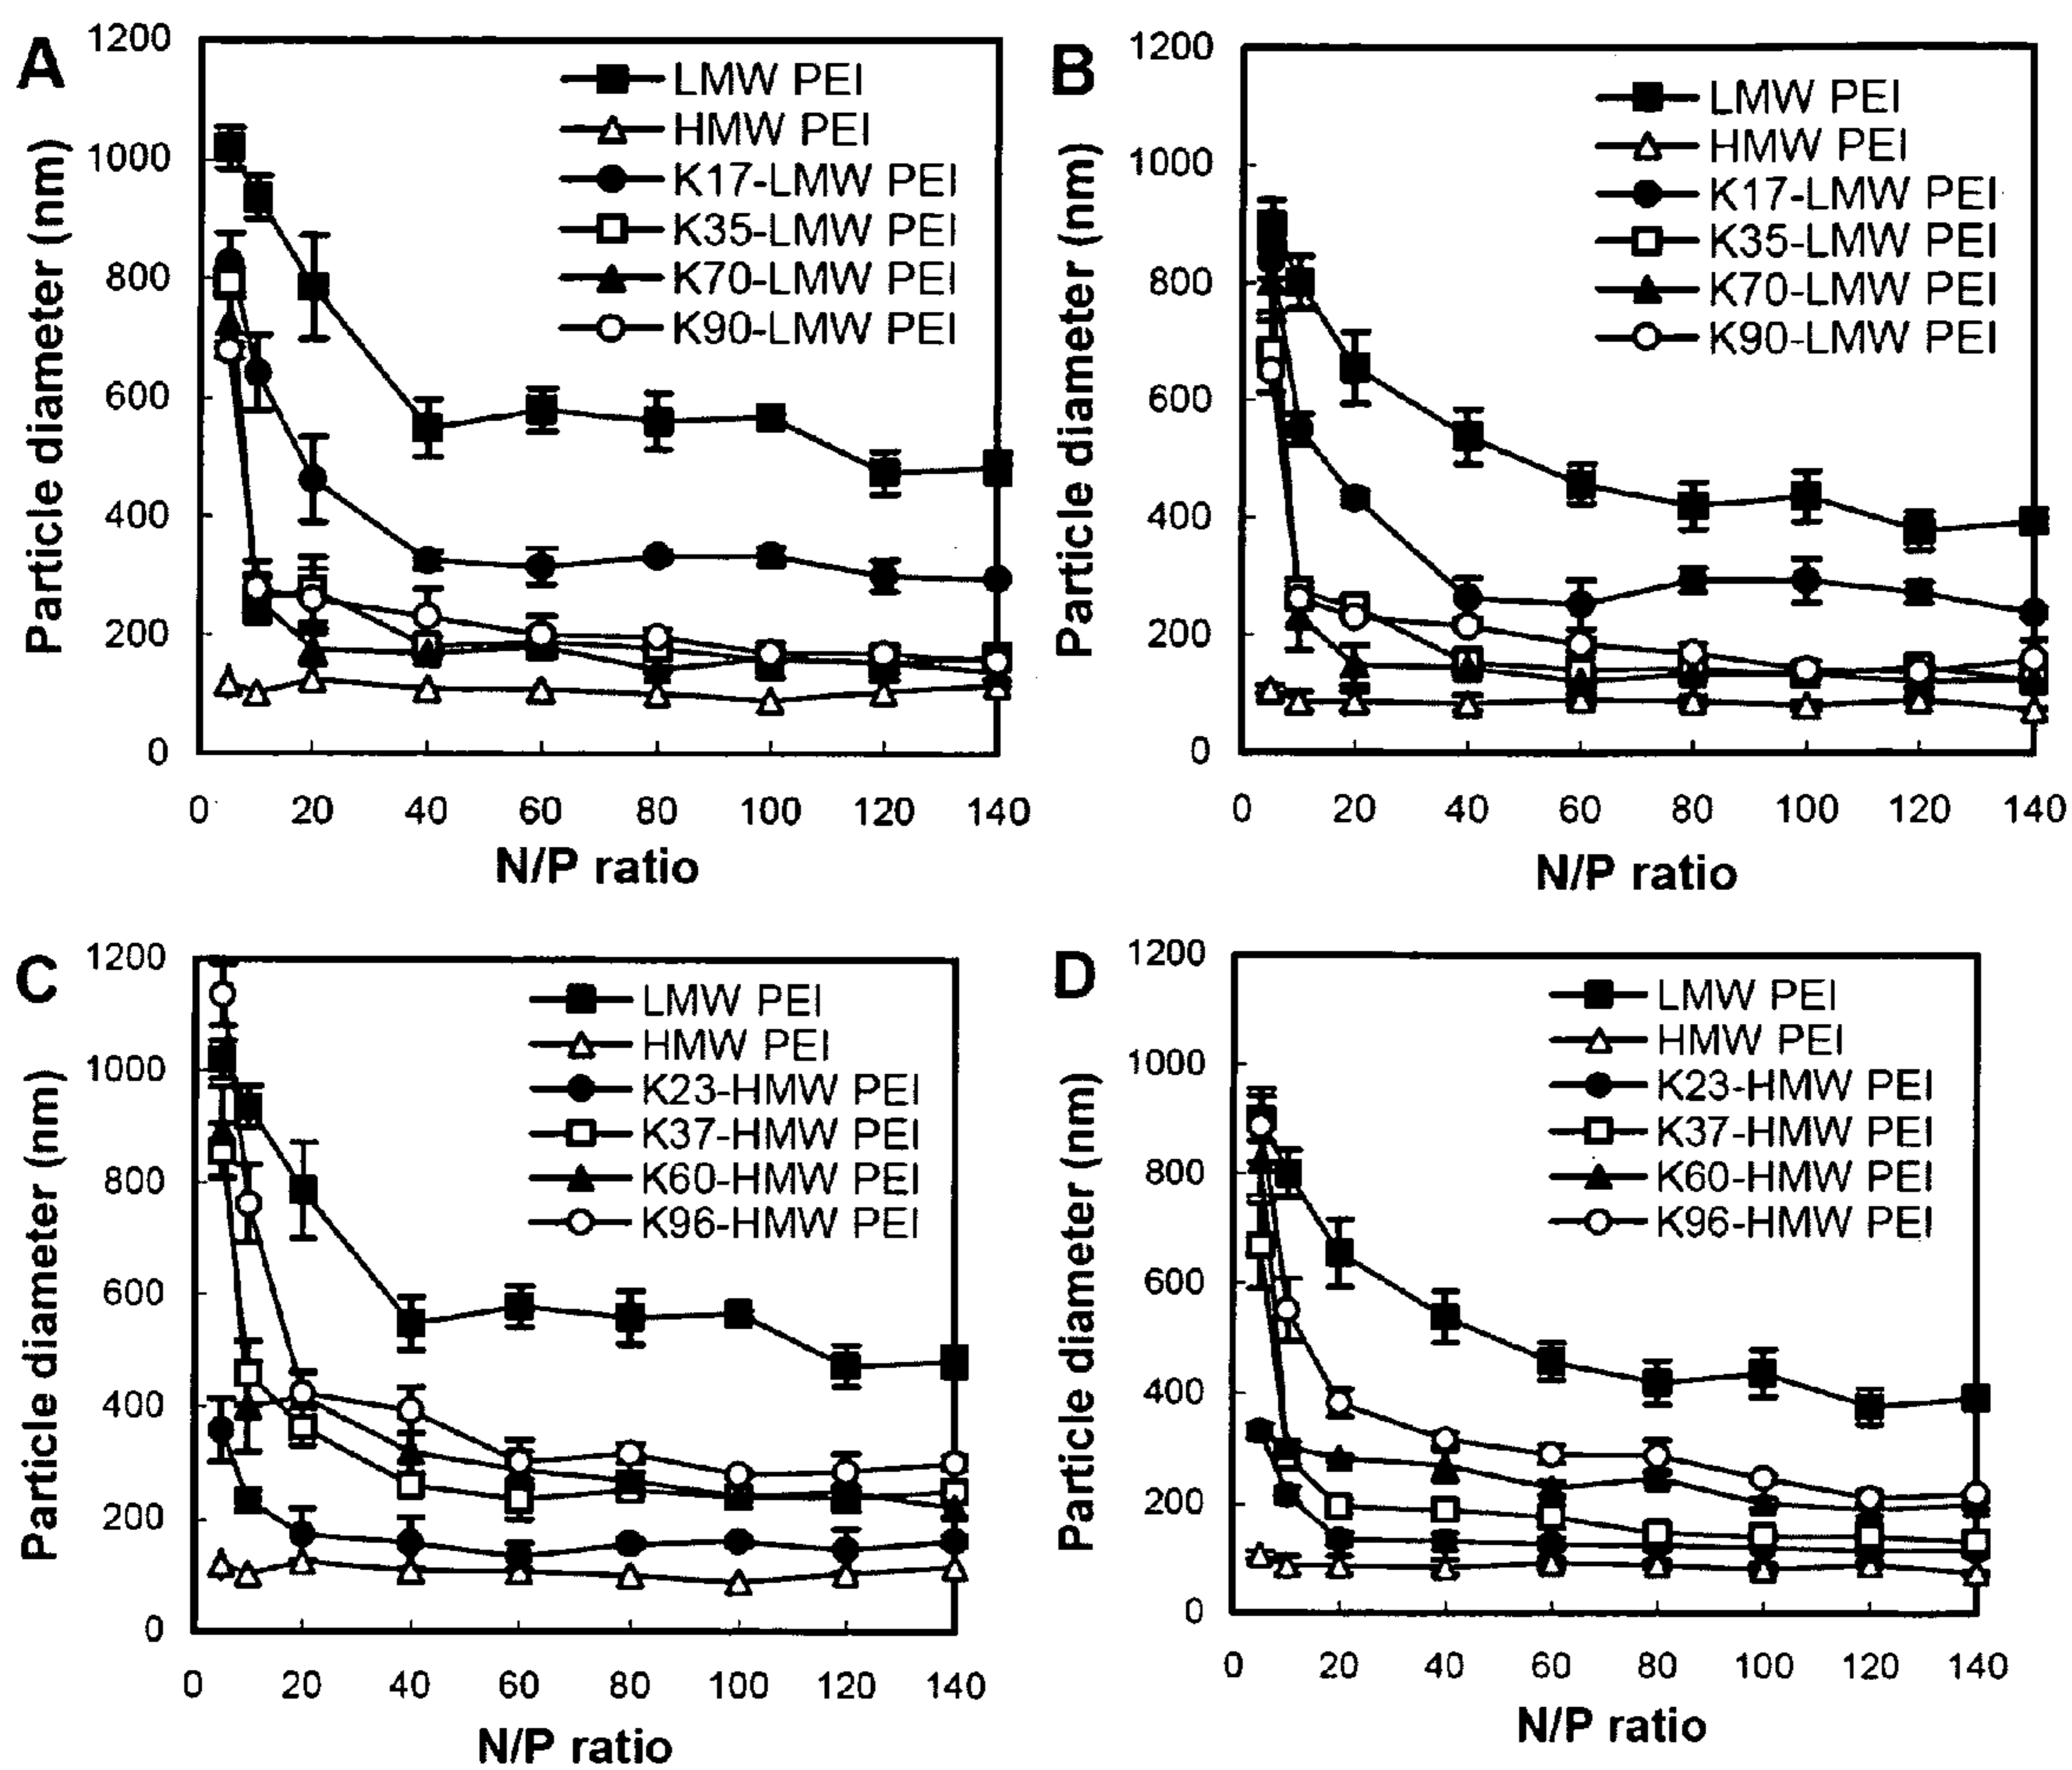 A
Particle diameter (nm)
1200
1000
800
600
400
200
0
LMW PEI
HMW PEI
K17-LMW PEI
K35-LMW PEI
K70-LMW PEI
K90-LMW PEI
0 20 40 60 80 100 120 140
N/P ratio
B
Particle diameter (nm)
1200
1000
800
600
400
200
0
LMW PEI
HMW PEI
K17-LMW PEI
K35-LMW PEI
K70-LMW PEI
K90-LMW PEI
0 20 40 60 80 100 120 140
N/P ratio
C
Particle diameter (nm)
1200
1000
800
600
400
200
0
LMW PEI
HMW PEI
K23-HMW PEI
K37-HMW PEI
K60-HMW PEI
K96-HMW PEI
0 20 40 60 80 100 120 140
N/P ratio
D
Particle diameter (nm)
1200
1000
800
600
400
200
0
LMW PEI
HMW PEI
K23-HMW PEI
K37-HMW PEI
K60-HMW PEI
K96-HMW PEI
0 20 40 60 80 100 120 140
N/P ratio